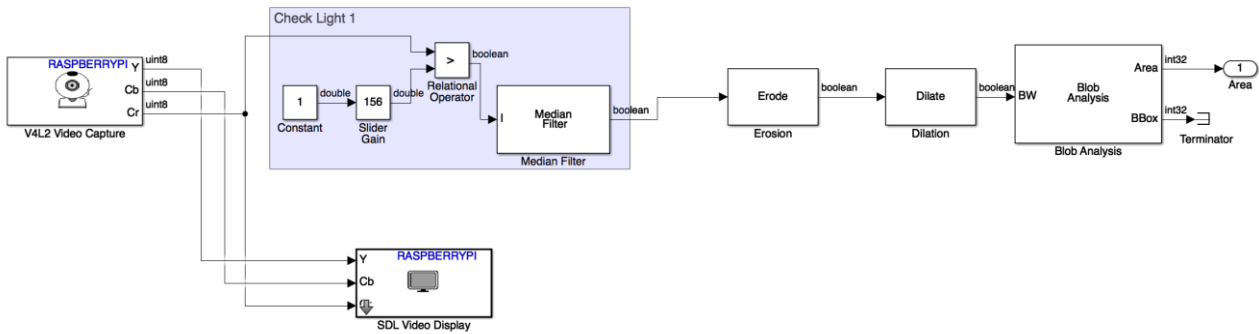 Check Light 1
RASPBERRYPI
Y
uint8
Cb
uint8
Cr
uint8
V4L2 Video Capture
1
Constant
double
156
Slider
Gain
double
>
Relational
Operator
boolean
I
Median
Filter
Median Filter
boolean
Erode
Erosion
boolean
Dilate
Dilation
boolean
BW
Blob
Analysis
Area
BBox
Blob Analysis
int32
1
Area
int32
Terminator
RASPBERRYPI
Y
Cb
SDL Video Display